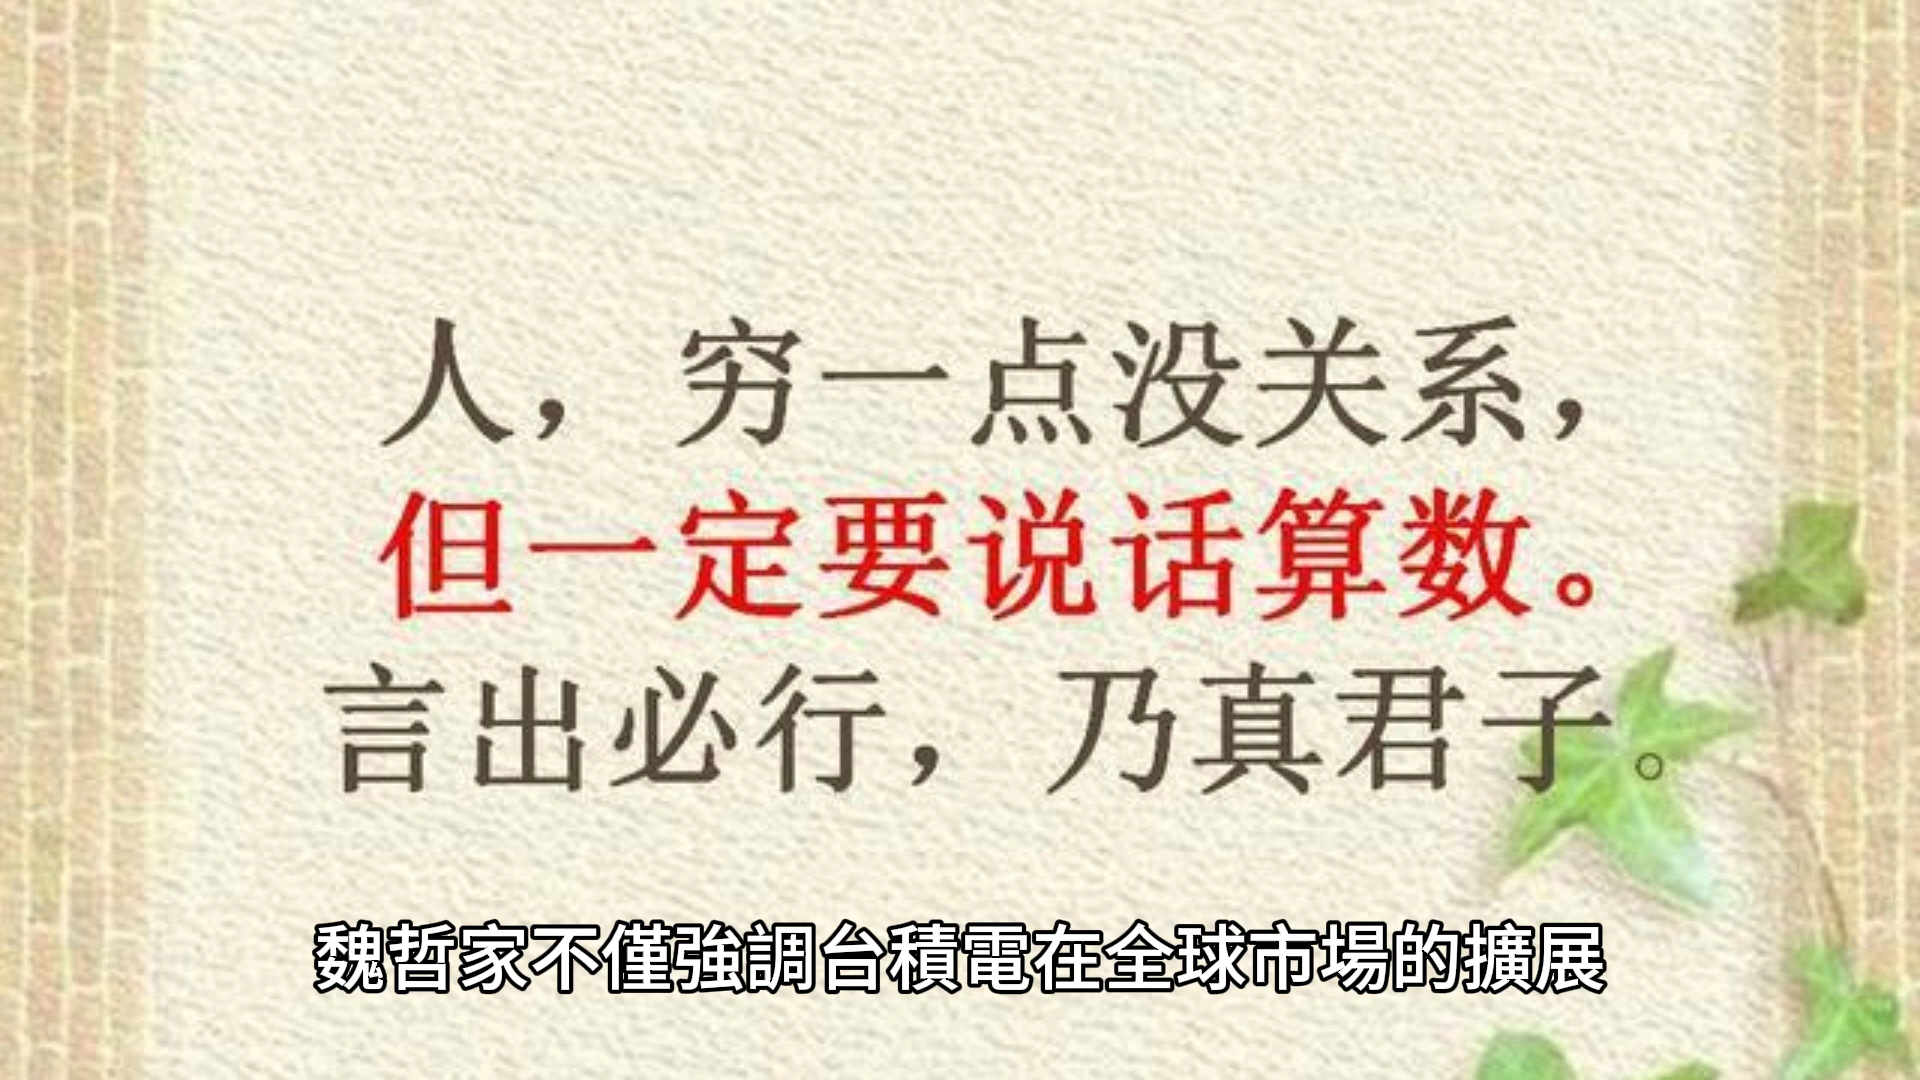 人，穷一点没关系，
但一定要说话算数。
言出必行，乃真君子。
魏哲家不僅強調台積電在全球市場的擴展